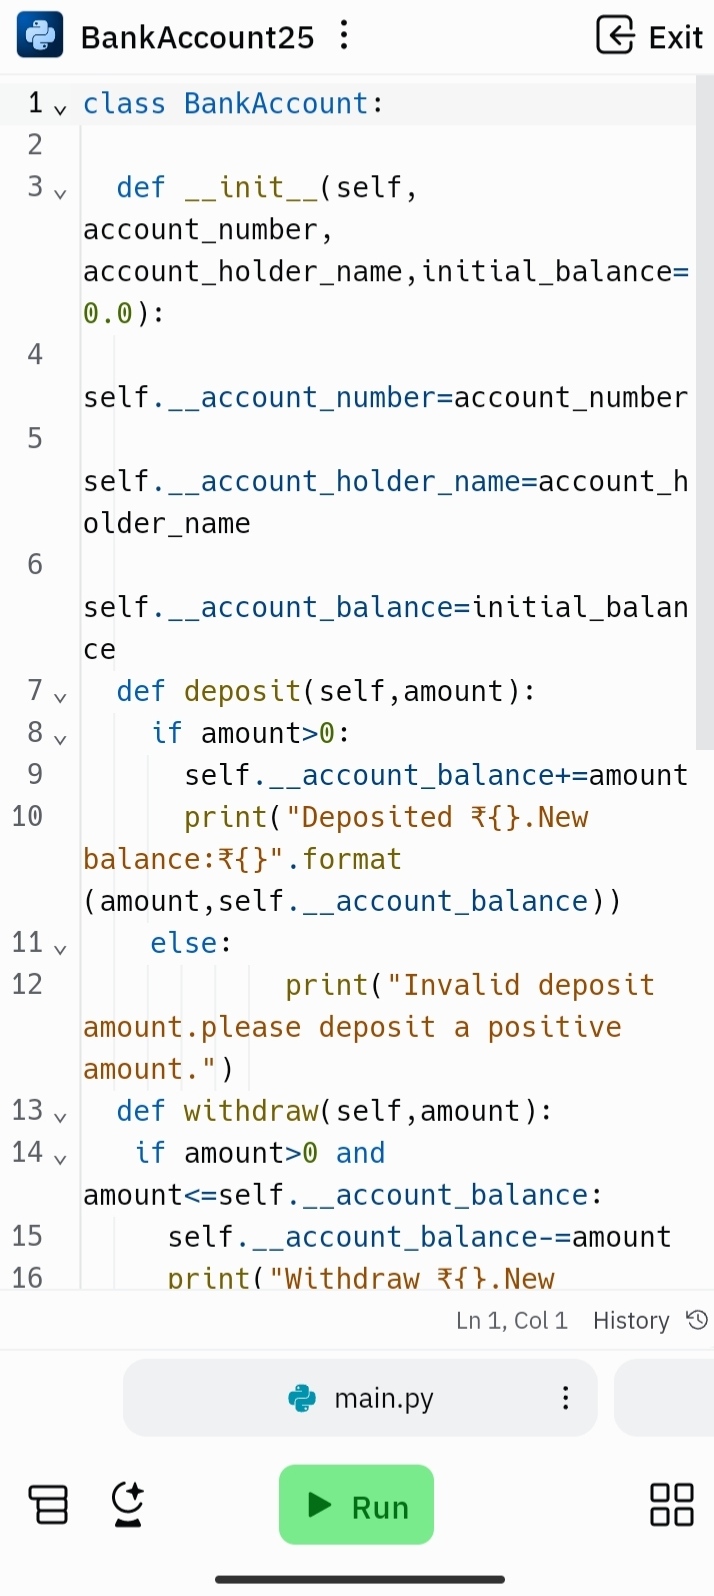 BankAccount25
Exit
1 class BankAccount:
2
3 def __init__(self,
account_number,
account_holder_name,initial_balance=
0.0):
4
self.__account_number=account_number
5
self.__account_holder_name=account_h
older_name
6
self.__account_balance=initial_balan
ce
7 def deposit(self,amount):
8 if amount>0:
9 self.__account_balance+=amount
10 print("Deposited ₹{}.New
balance:₹{}".format
(amount,self.__account_balance))
11 else:
12 print("Invalid deposit
amount.please deposit a positive
amount.")
13 def withdraw(self,amount):
14 if amount>0 and
amount<=self.__account_balance:
15 self.__account_balance-=amount
16 print("Withdraw ₹{}.New
Ln 1, Col 1 History
main.py
Run